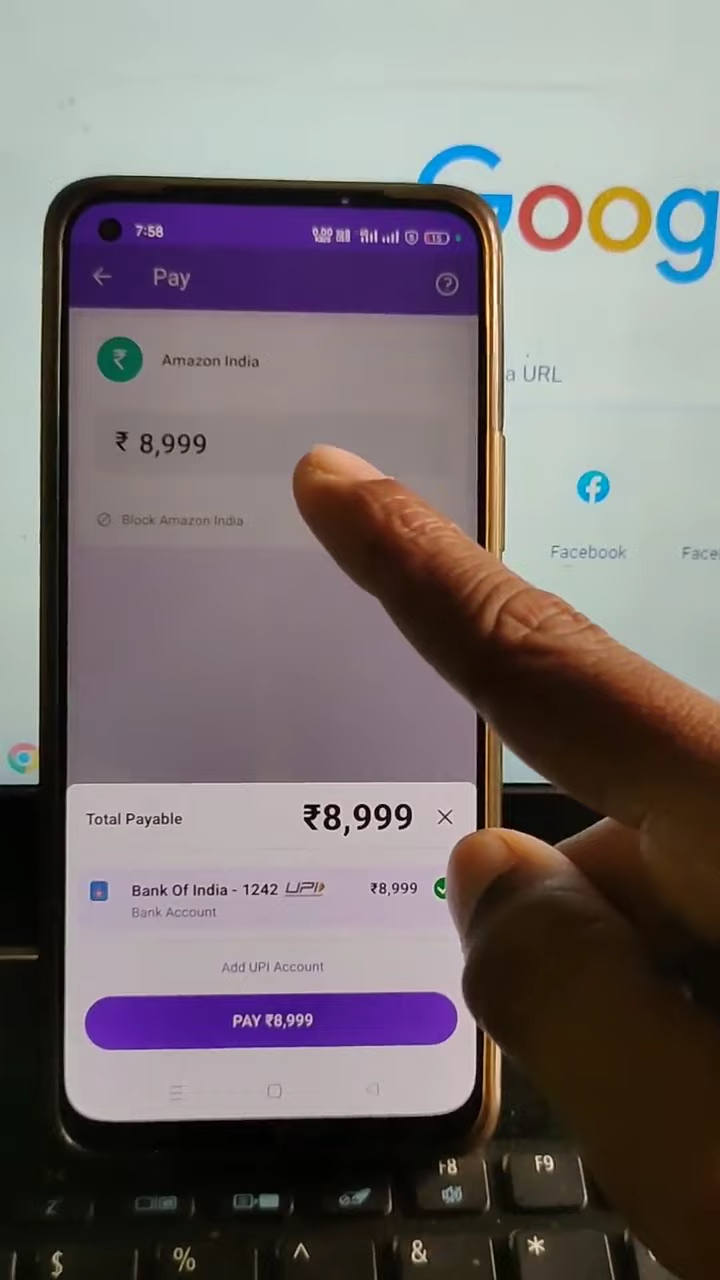 Goog
7:58
Pay
Amazon India
a URL
₹ 8,999
Block Amazon India
Facebook
Face
Total Payable
₹8,999
Bank Of India - 1242 UPI
₹8,999
Bank Account
Add UPI Account
PAY ₹8,999
F8
F9
$
%
^
&
*